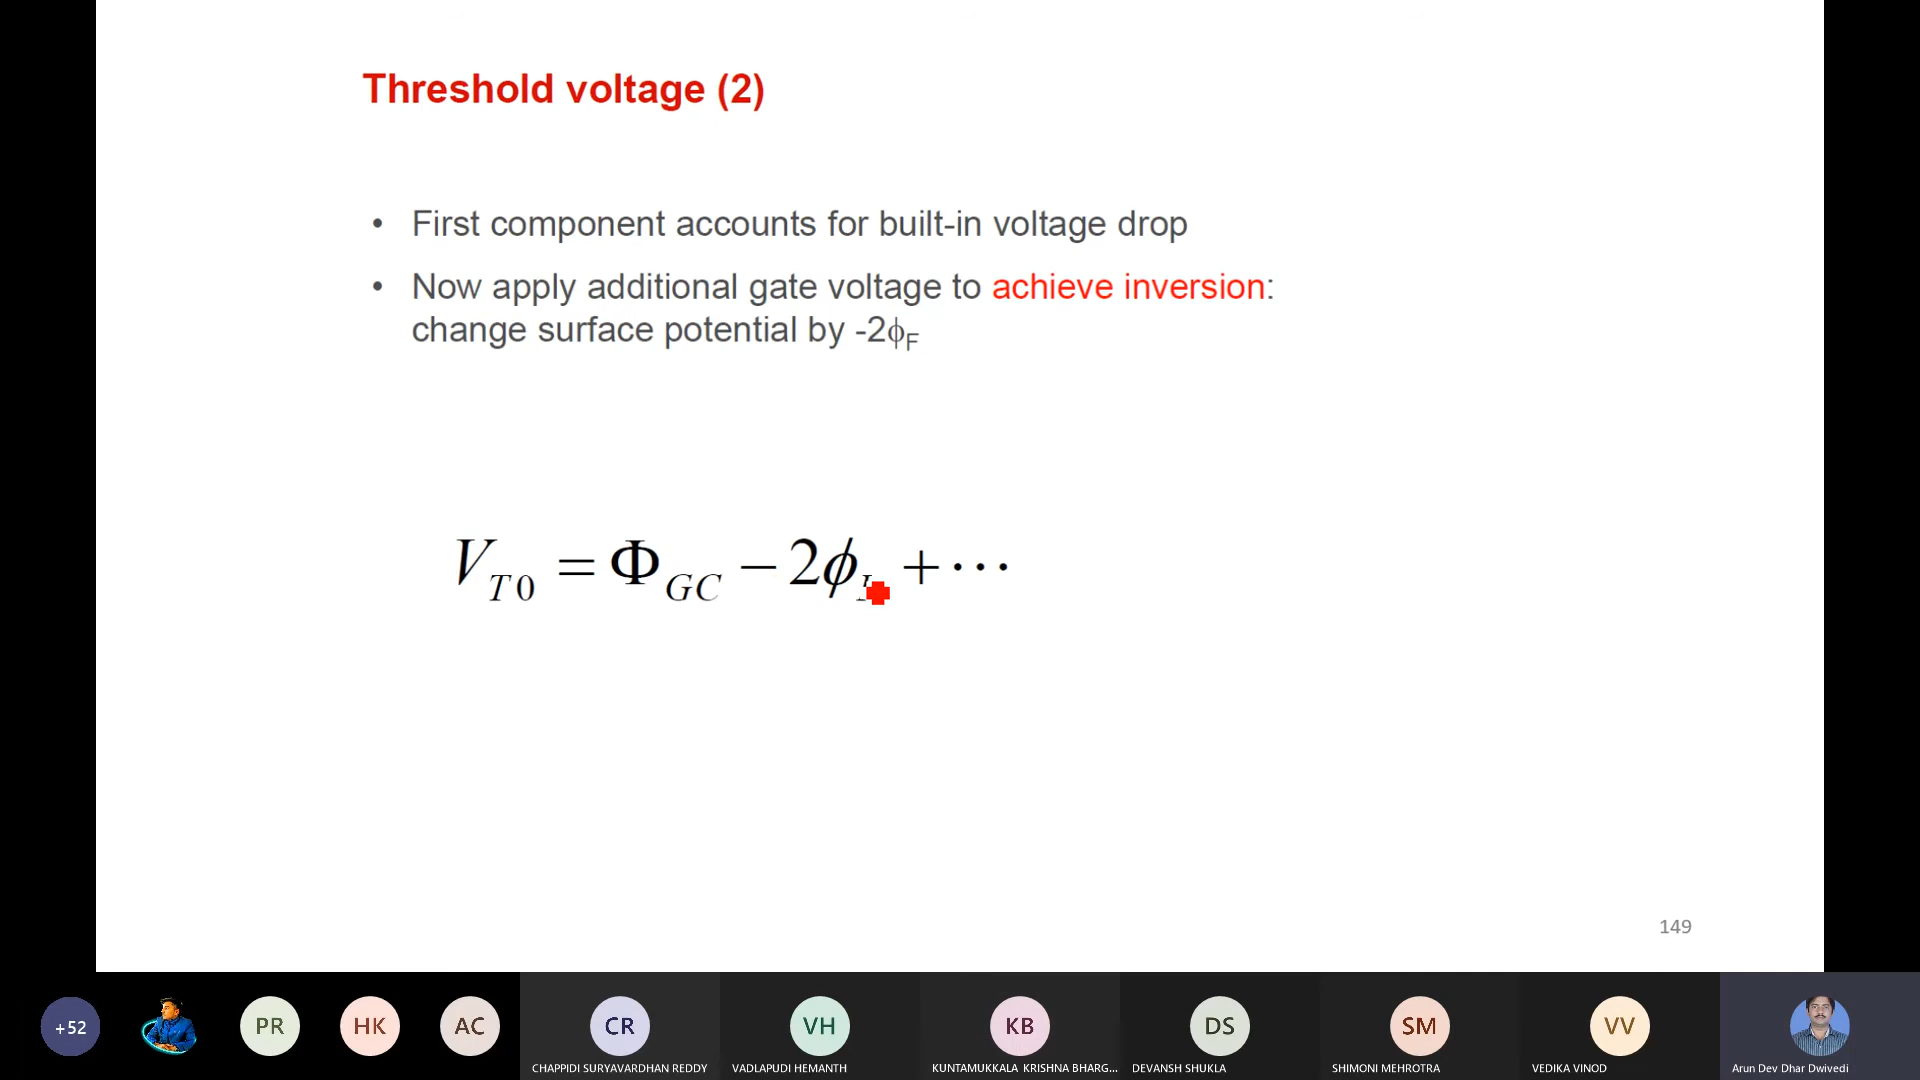 Threshold voltage (2)
• First component accounts for built-in voltage drop
• Now apply additional gate voltage to achieve inversion:
change surface potential by -2ϕF
VT0 = ΦGC − 2ϕ + ⋯
149
+52
PR
HK
AC
CR
VH
KB
DS
SM
VV
CHAPPIDI SURYAVARDHAN REDDY
VADLAPUDI HEMANTH
KUNTAMUKKALA KRISHNA BHARG...
DEVANSH SHUKLA
SHIMONI MEHROTRA
VEDIKA VINOD
Arun Dev Dhar Dwivedi